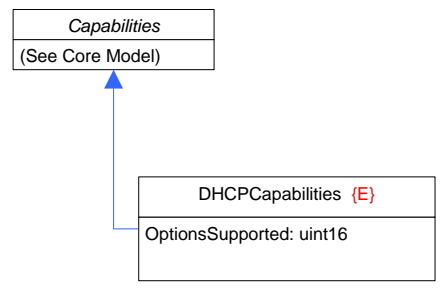 Capabilities
(See Core Model)
DHCPCapabilities {E}
OptionsSupported: uint16